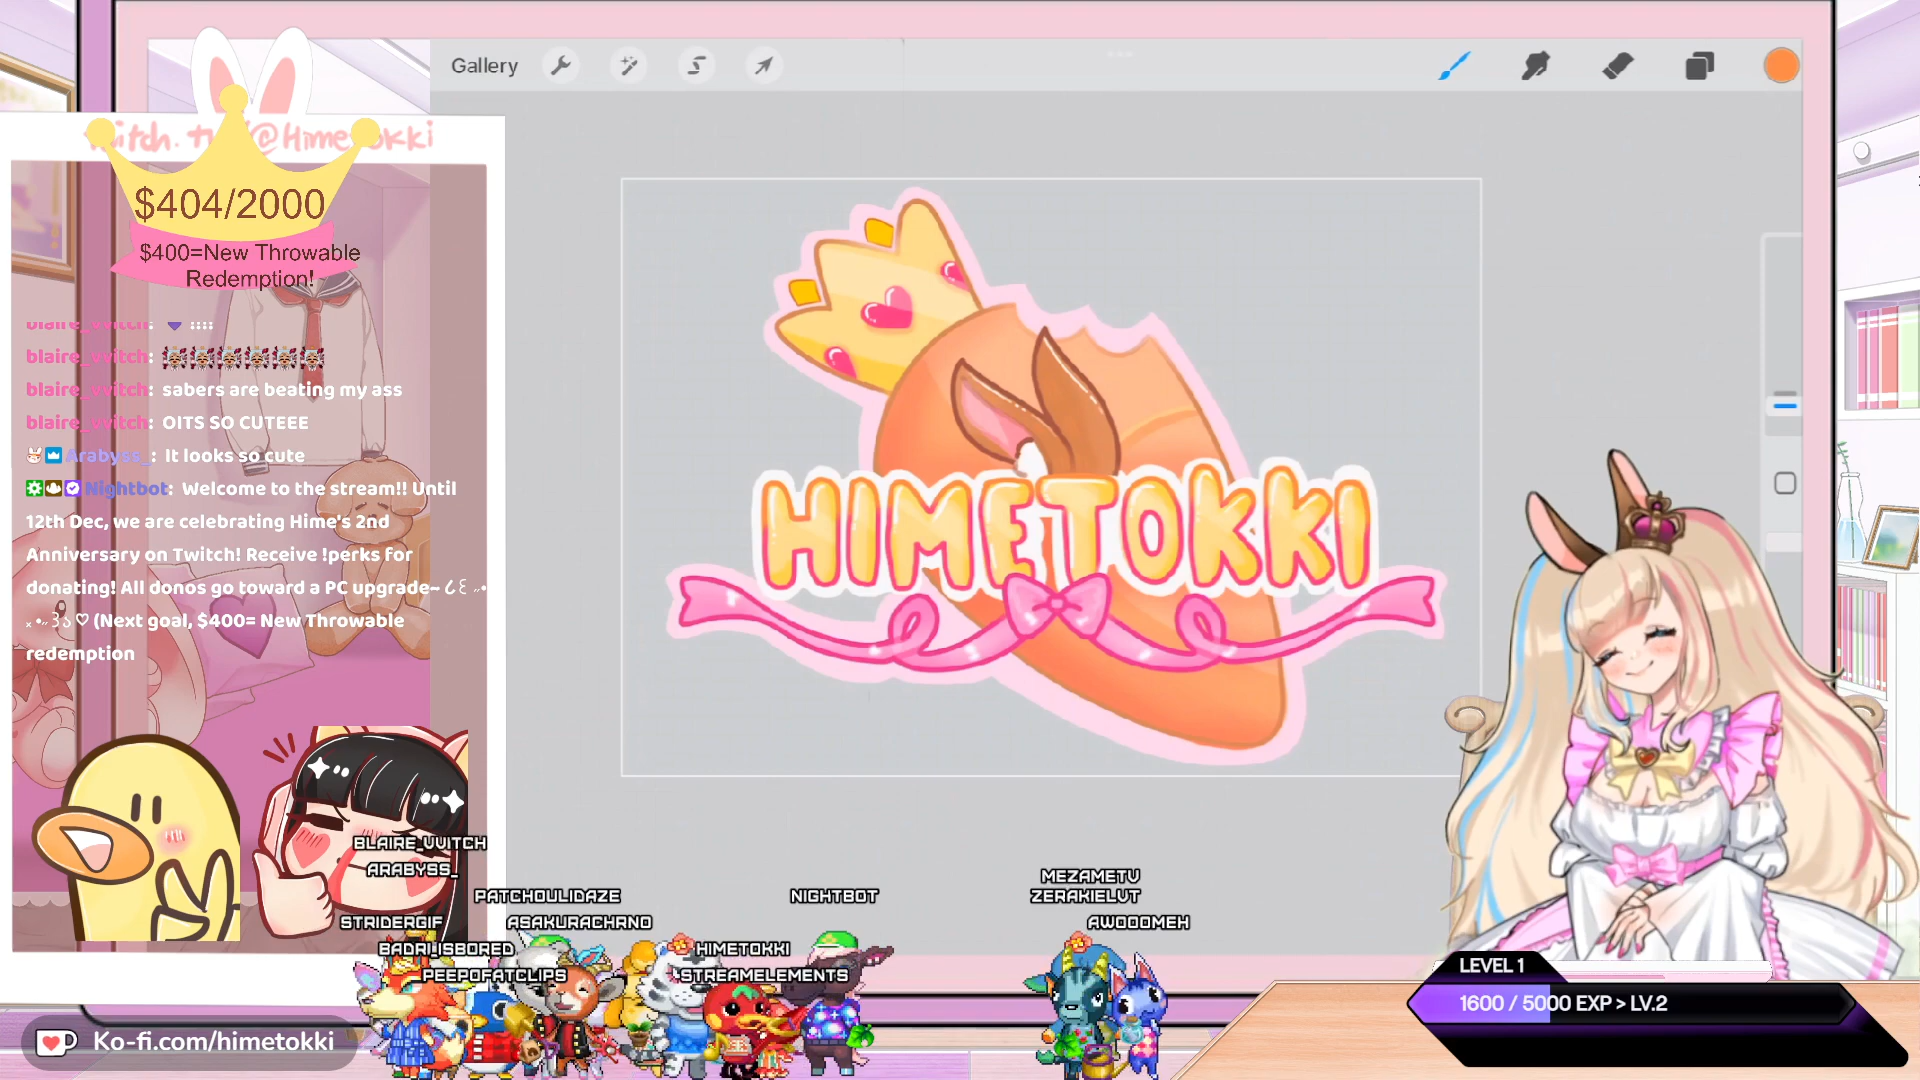 Gallery
Twitch.tv/@Himetokki
$404/2000
$400=New Throwable
Redemption!
blaire_vvitch: ::::
blaire_vvitch:
blaire_vvitch: sabers are beating my ass
blaire_vvitch: OITS SO CUTEEE
Arabyss_: It looks so cute
Nightbot: Welcome to the stream!! Until
12th Dec, we are celebrating Hime's 2nd
Anniversary on Twitch! Receive !perks for
donating! All donos go toward a PC upgrade~
♡ (Next goal, $400= New Throwable
redemption
HIMETOKKI
BLAIRE_VVITCH
ARABYSS_
PATCHOULIDAZE
STRIDERGIF
ASAKURACHRNO
PEEPOFATCLIPS
NIGHTBOT
HIMETOKKI
STREAMELEMENTS
MEZAMETV
ZERAKIELVT
AWOOOMEH
LEVEL 1
1600 / 5000 EXP > LV.2
Ko-fi.com/himetokki